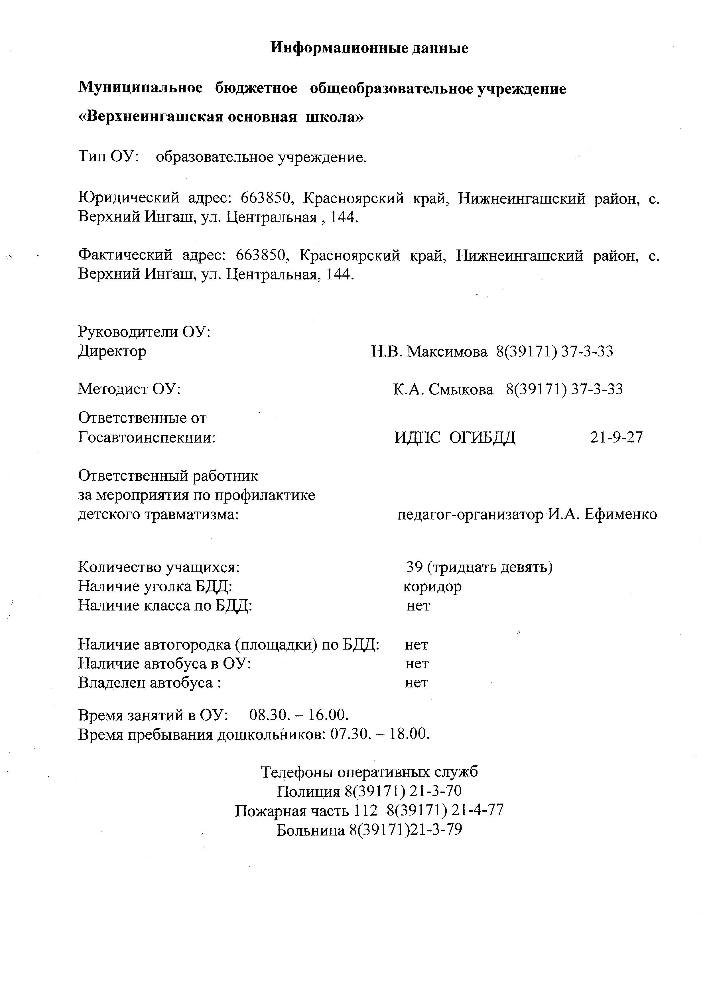 Информационные данные
Муниципальное бюджетное общеобразовательное учреждение
«Верхнеингашская основная школа»
Тип ОУ: образовательное учреждение.
Юридический адрес: 663850, Красноярский край, Нижнеингашский район, с.
Верхний Ингаш, ул. Центральная , 144.
Фактический адрес: 663850, Красноярский край, Нижнеингашский район, с.
Верхний Ингаш, ул. Центральная, 144.
Руководители ОУ:
Директор Н.В. Максимова 8(39171) 37-3-33
Методист ОУ: К.А. Смыкова 8(39171) 37-3-33
Ответственные от
Госавтоинспекции: ИДПС ОГИБДД 21-9-27
Ответственный работник
за мероприятия по профилактике
детского травматизма: педагог-организатор И.А. Ефименко
Количество учащихся: 39 (тридцать девять)
Наличие уголка БДД: коридор
Наличие класса по БДД: нет
Наличие автогородка (площадки) по БДД: нет
Наличие автобуса в ОУ: нет
Владелец автобуса : нет
Время занятий в ОУ: 08.30. – 16.00.
Время пребывания дошкольников: 07.30. – 18.00.
Телефоны оперативных служб
Полиция 8(39171) 21-3-70
Пожарная часть 112 8(39171) 21-4-77
Больница 8(39171)21-3-79